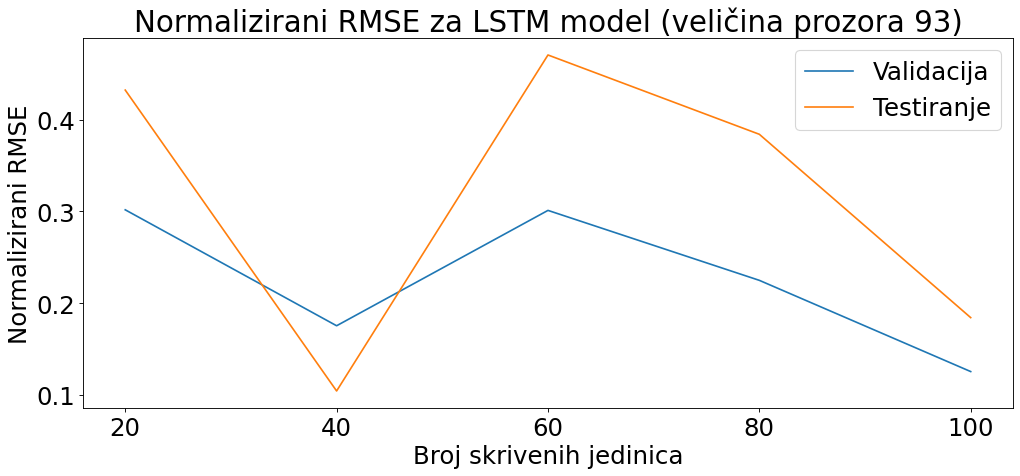 Normalizirani RMSE za LSTM model (veličina prozora 93)
Validacija
Testiranje
Normalizirani RMSE
0.4
0.3
0.2
0.1
20 40 60 80 100
Broj skrivenih jedinica